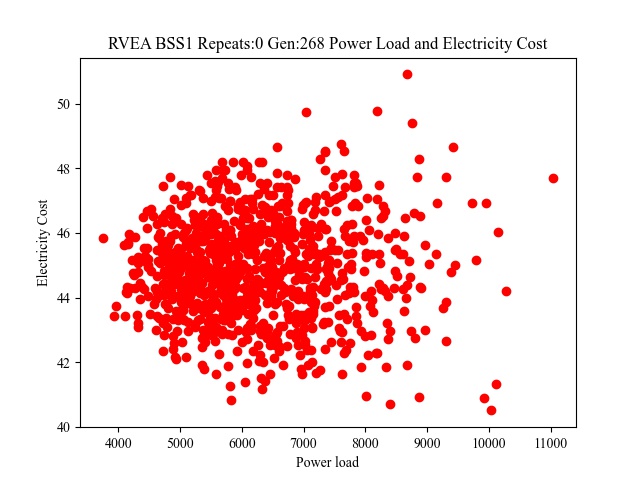 RVEA BSS1 Repeats:0 Gen:268 Power Load and Electricity Cost
50
48
46
44
42
40
Electricity Cost
4000 5000 6000 7000 8000 9000 10000 11000
Power load